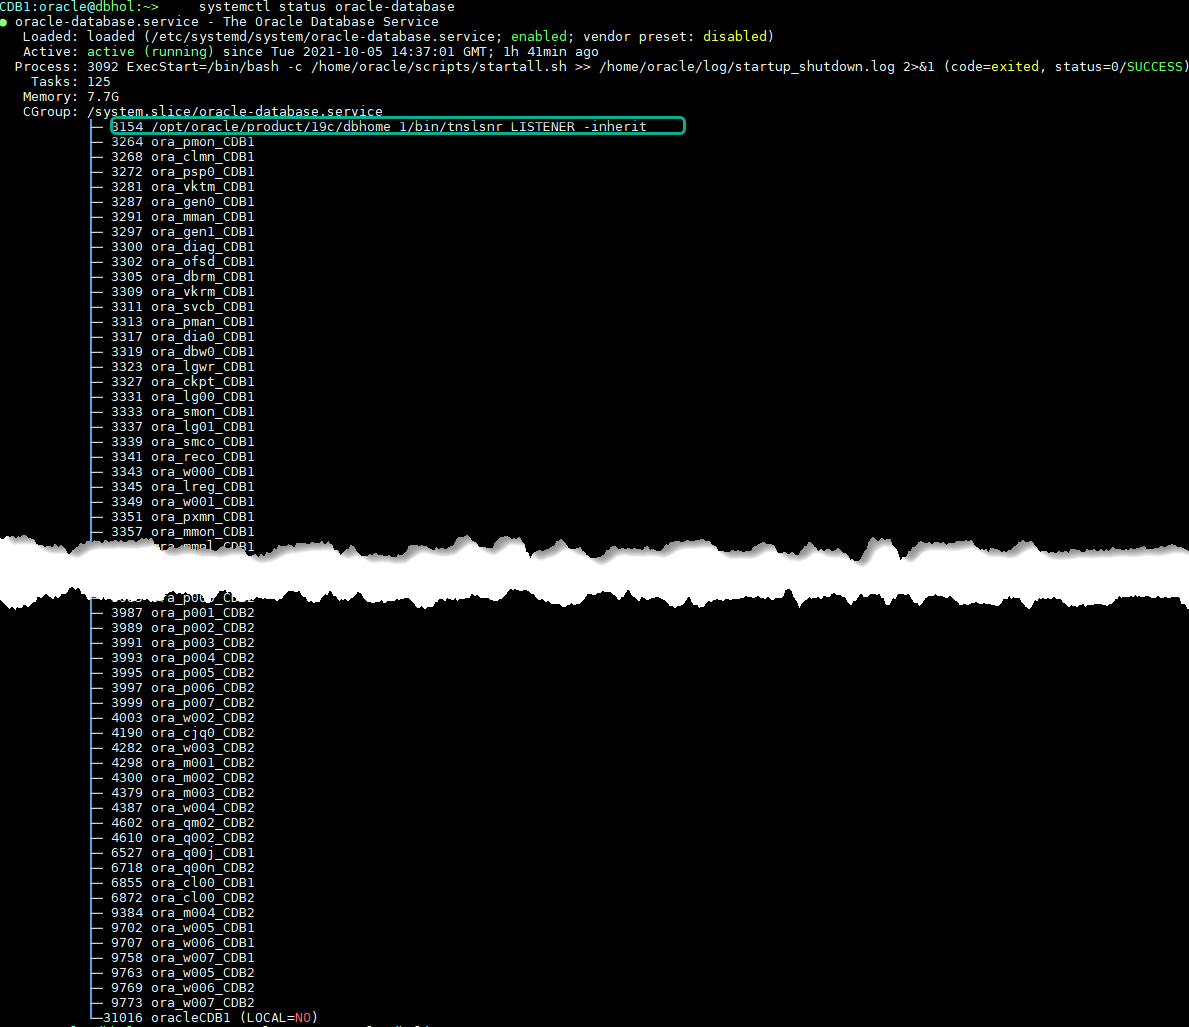 CDB1:oracle@dbhol:~>     systemctl status oracle-database
● oracle-database.service - The Oracle Database Service
   Loaded: loaded (/etc/systemd/system/oracle-database.service; enabled; vendor preset: disabled)
   Active: active (running) since Tue 2021-10-05 14:37:01 GMT; 1h 41min ago
  Process: 3092 ExecStart=/bin/bash -c /home/oracle/scripts/startall.sh >> /home/oracle/log/startup_shutdown.log 2>&1 (code=exited, status=0/SUCCESS)
    Tasks: 125
   Memory: 7.7G
   CGroup: /system.slice/oracle-database.service
           ├─ 3154 /opt/oracle/product/19c/dbhome_1/bin/tnslsnr LISTENER -inherit
           ├─ 3264 ora_pmon_CDB1
           ├─ 3268 ora_clmn_CDB1
           ├─ 3272 ora_psp0_CDB1
           ├─ 3281 ora_vktm_CDB1
           ├─ 3287 ora_gen0_CDB1
           ├─ 3291 ora_mman_CDB1
           ├─ 3297 ora_gen1_CDB1
           ├─ 3300 ora_diag_CDB1
           ├─ 3302 ora_ofsd_CDB1
           ├─ 3305 ora_dbrm_CDB1
           ├─ 3309 ora_vkrm_CDB1
           ├─ 3311 ora_svcb_CDB1
           ├─ 3313 ora_pman_CDB1
           ├─ 3317 ora_dia0_CDB1
           ├─ 3319 ora_dbw0_CDB1
           ├─ 3323 ora_lgwr_CDB1
           ├─ 3327 ora_ckpt_CDB1
           ├─ 3331 ora_lg00_CDB1
           ├─ 3333 ora_smon_CDB1
           ├─ 3337 ora_lg01_CDB1
           ├─ 3339 ora_smco_CDB1
           ├─ 3341 ora_reco_CDB1
           ├─ 3343 ora_w000_CDB1
           ├─ 3345 ora_lreg_CDB1
           ├─ 3349 ora_w001_CDB1
           ├─ 3351 ora_pxmn_CDB1
           ├─ 3357 ora_mmon_CDB1
           ├─ 3987 ora_p001_CDB2
           ├─ 3989 ora_p002_CDB2
           ├─ 3991 ora_p003_CDB2
           ├─ 3993 ora_p004_CDB2
           ├─ 3995 ora_p005_CDB2
           ├─ 3997 ora_p006_CDB2
           ├─ 3999 ora_p007_CDB2
           ├─ 4003 ora_w002_CDB2
           ├─ 4190 ora_cjq0_CDB2
           ├─ 4282 ora_w003_CDB2
           ├─ 4298 ora_m001_CDB2
           ├─ 4300 ora_m002_CDB2
           ├─ 4379 ora_m003_CDB2
           ├─ 4387 ora_w004_CDB2
           ├─ 4602 ora_qm02_CDB2
           ├─ 4610 ora_q002_CDB2
           ├─ 6527 ora_q00j_CDB1
           ├─ 6718 ora_q00n_CDB2
           ├─ 6855 ora_cl00_CDB1
           ├─ 6872 ora_cl00_CDB2
           ├─ 9384 ora_m004_CDB2
           ├─ 9702 ora_w005_CDB1
           ├─ 9707 ora_w006_CDB1
           ├─ 9758 ora_w007_CDB1
           ├─ 9763 ora_w005_CDB2
           ├─ 9769 ora_w006_CDB2
           ├─ 9773 ora_w007_CDB2
           └─31016 oracleCDB1 (LOCAL=NO)